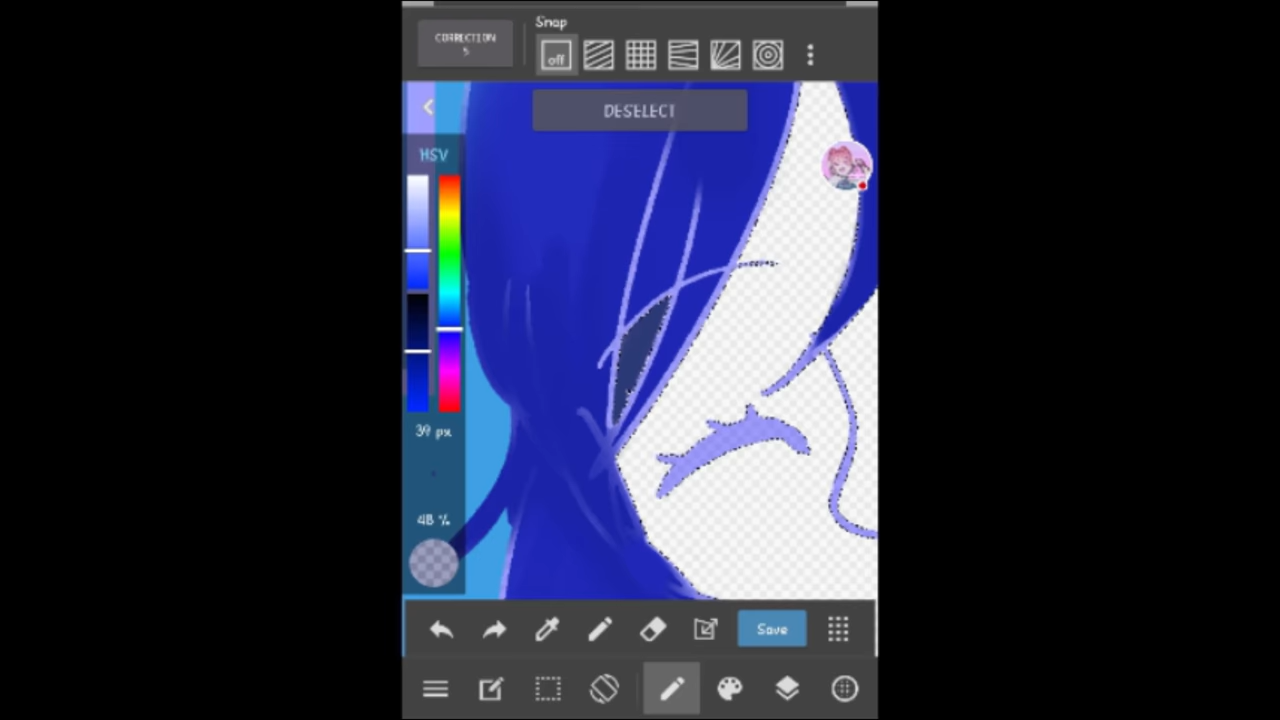 Snap
CORRECTION
5
off
DESELECT
HSV
39 px
48 %
Save